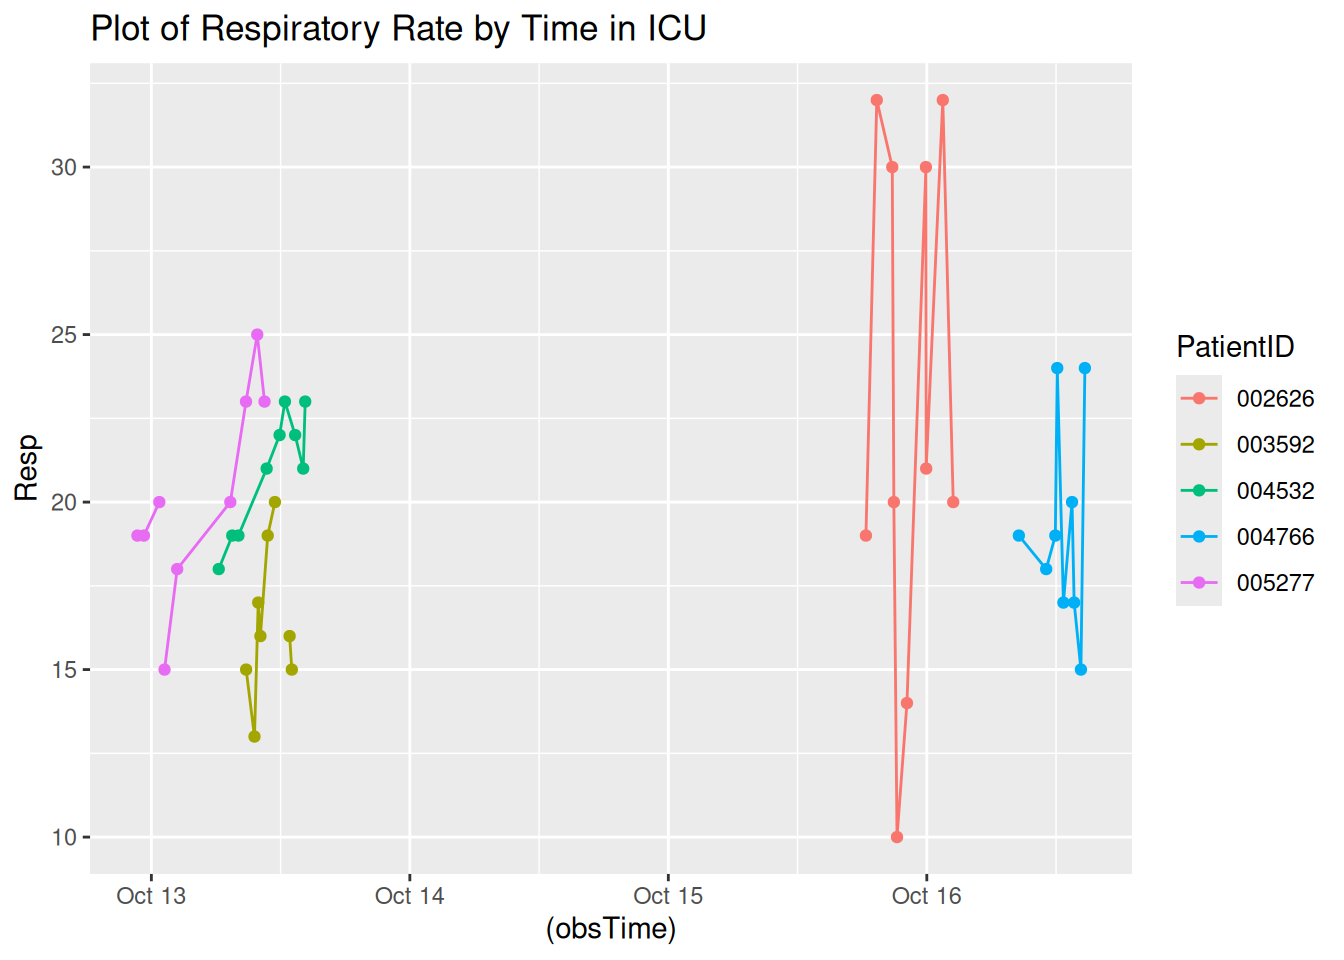 Plot of Respiratory Rate by Time in ICU
Resp
30
25
20
15
10
Oct 13
Oct 14
Oct 15
Oct 16
(obsTime)
PatientID
002626
003592
004532
004766
005277